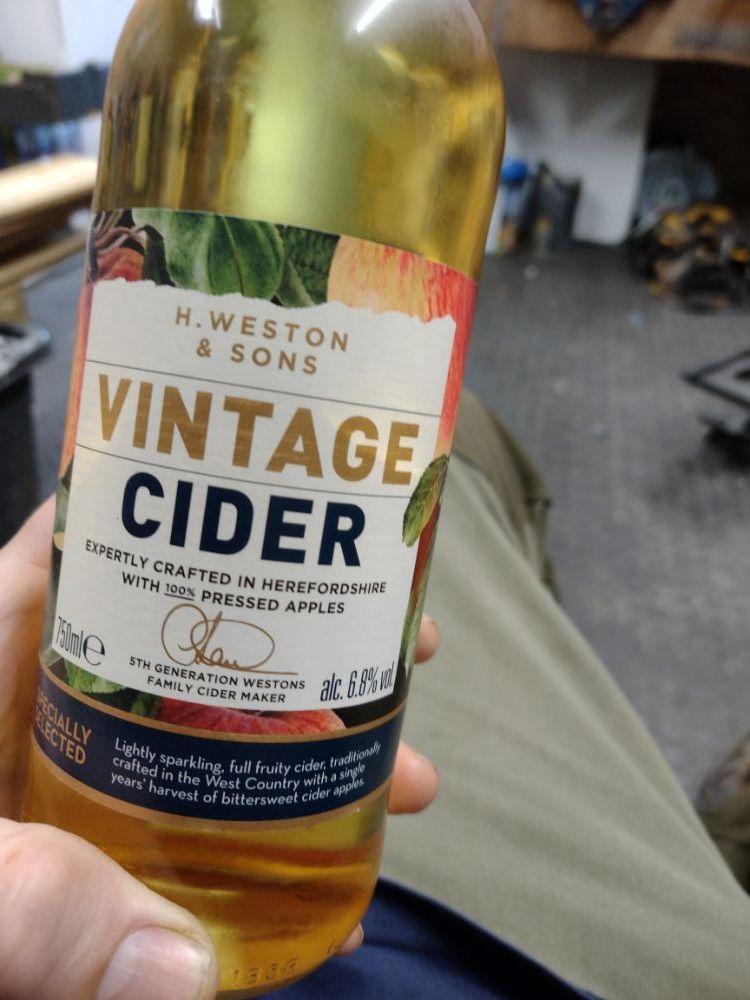 H. WESTON
& SONS
VINTAGE
CIDER
EXPERTLY CRAFTED IN HEREFORDSHIRE
WITH 100% PRESSED APPLES
750ml e
5TH GENERATION WESTONS
FAMILY CIDER MAKER
alc. 6.8% vol
SPECIALLY
SELECTED
Lightly sparkling, full fruity cider, traditionally
crafted in the West Country with a single
years' harvest of bittersweet cider apples.